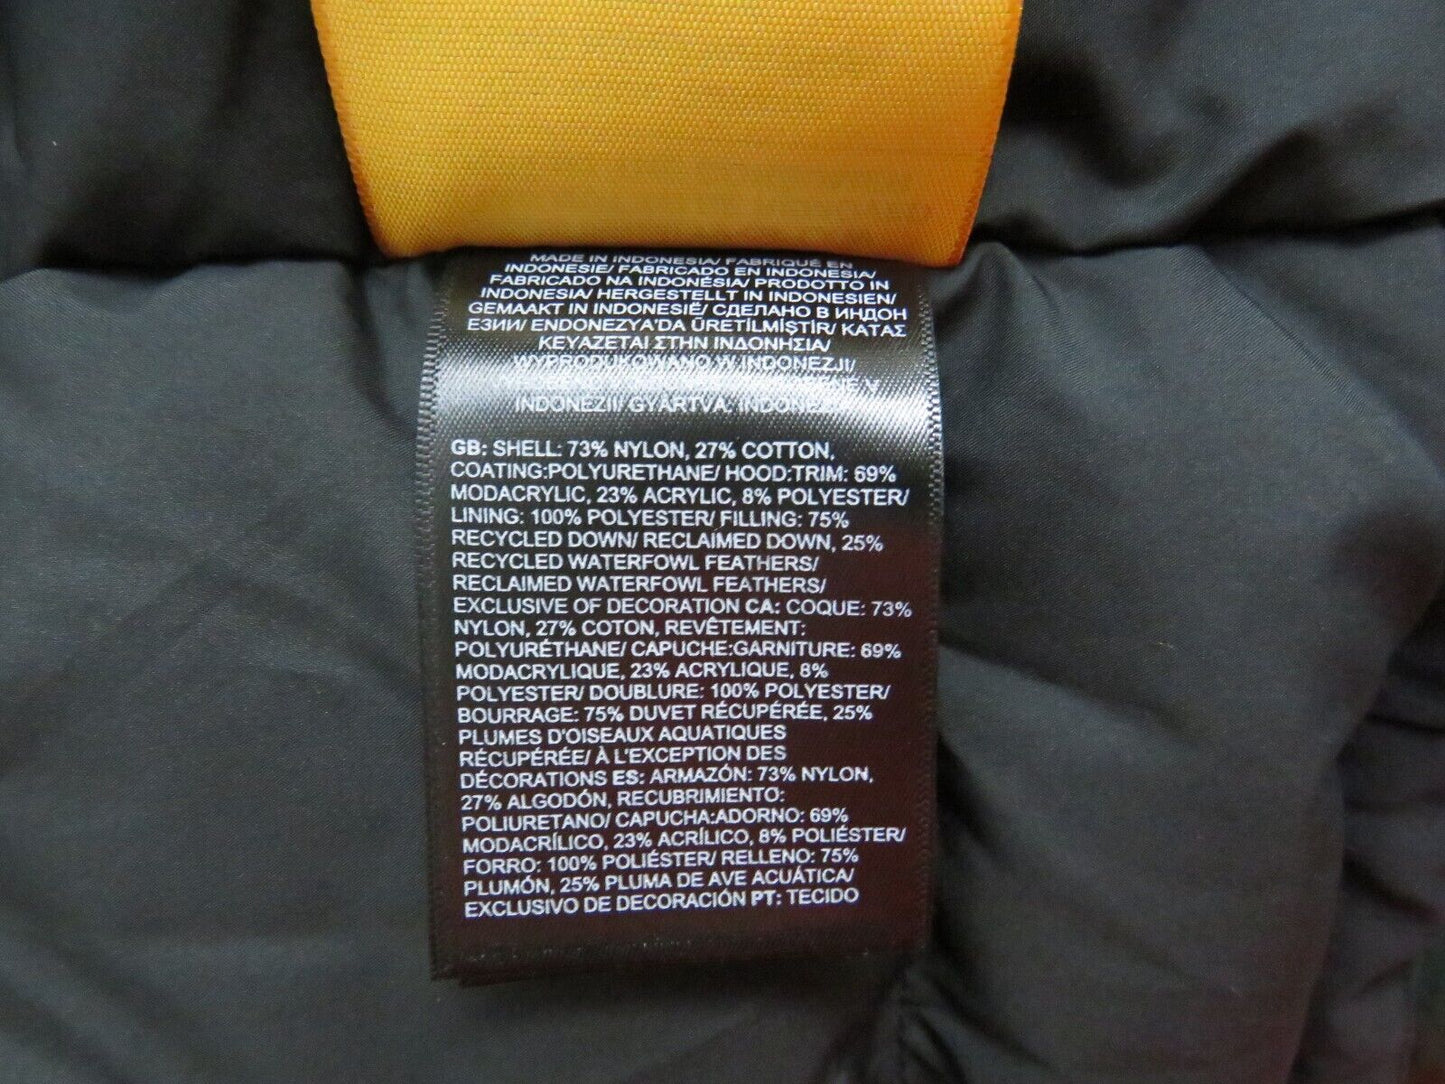 MADE IN INDONESIA/ FABRIQUÉ EN
INDONESIE/ FABRICADO EN INDONESIA/
FABRICADO NA INDONÉSIA/ PRODOTTO IN
INDONESIA/ HERGESTELLT IN INDONESIEN/
GEMAAKT IN INDONESIË/ СДЕЛАНО В ИНДОН
ЕЗИИ/ ENDONEZYA'DA ÜRETİLMİŞTİR/ ΚΑΤΑΣ
ΚΕΥΑΖΕΤΑΙ ΣΤΗΝ ΙΝΔΟΝΗΣΙΑ/
WYPRODUKOWANO W INDONEZJI/
INDONEZII/ GYÁRTVA:
GB: SHELL: 73% NYLON, 27% COTTON,
COATING:POLYURETHANE/ HOOD:TRIM: 69%
MODACRYLIC, 23% ACRYLIC, 8% POLYESTER/
LINING: 100% POLYESTER/ FILLING: 75%
RECYCLED DOWN/ RECLAIMED DOWN, 25%
RECYCLED WATERFOWL FEATHERS/
RECLAIMED WATERFOWL FEATHERS/
EXCLUSIVE OF DECORATION CA: COQUE: 73%
NYLON, 27% COTON, REVÊTEMENT:
POLYURÉTHANE/ CAPUCHE:GARNITURE: 69%
MODACRYLIQUE, 23% ACRYLIQUE, 8%
POLYESTER/ DOUBLURE: 100% POLYESTER/
BOURRAGE: 75% DUVET RÉCUPÉRÉE, 25%
PLUMES D'OISEAUX AQUATIQUES
RÉCUPÉRÉE/ À L'EXCEPTION DES
DÉCORATIONS ES: ARMAZÓN: 73% NYLON,
27% ALGODÓN, RECUBRIMIENTO:
POLIURETANO/ CAPUCHA:ADORNO: 69%
MODACRÍLICO, 23% ACRÍLICO, 8% POLIÉSTER/
FORRO: 100% POLIÉSTER/ RELLENO: 75%
PLUMÓN, 25% PLUMA DE AVE ACUÁTICA/
EXCLUSIVO DE DECORACIÓN PT: TECIDO